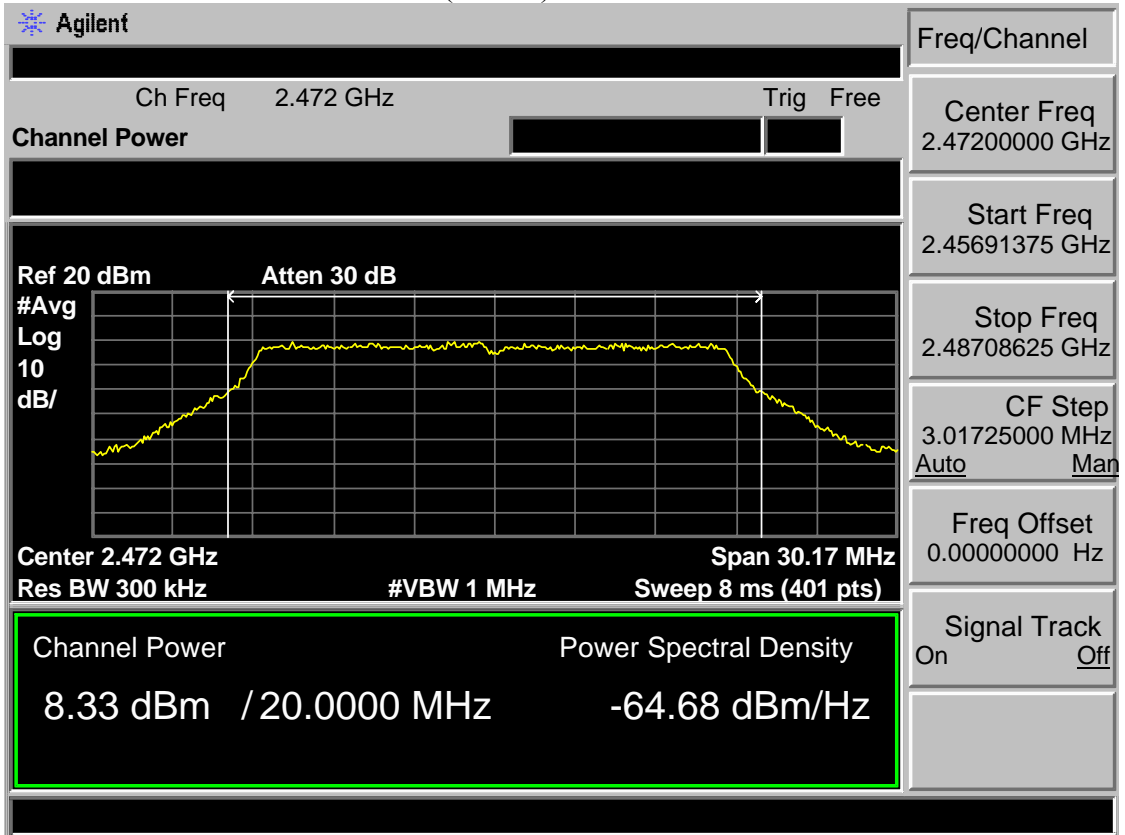 Agilent
Freq/Channel
Ch Freq 2.472 GHz Trig Free
Channel Power
Center Freq
2.47200000 GHz
Start Freq
2.45691375 GHz
Stop Freq
2.48708625 GHz
CF Step
3.01725000 MHz
Auto Man
Freq Offset
0.00000000 Hz
Signal Track
On Off
Ref 20 dBm Atten 30 dB
#Avg
Log
10
dB/
Center 2.472 GHz Span 30.17 MHz
Res BW 300 kHz #VBW 1 MHz Sweep 8 ms (401 pts)
Channel Power Power Spectral Density
8.33 dBm / 20.0000 MHz -64.68 dBm/Hz